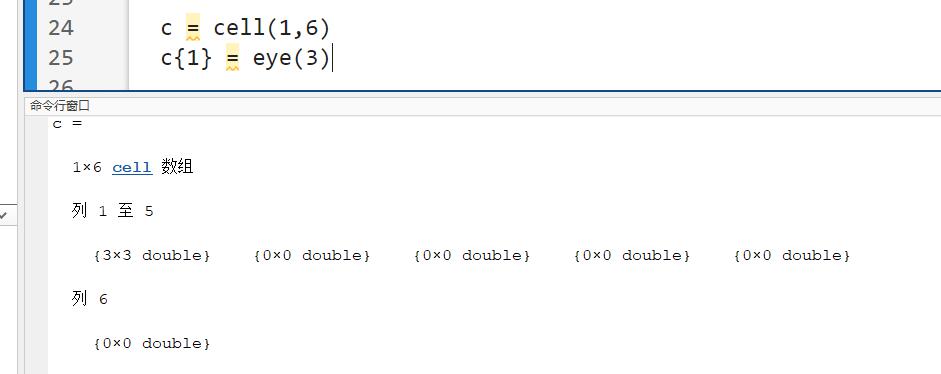 24 c = cell(1,6)
25 c{1} = eye(3)
26
命令行窗口
c =
1×6 cell 数组
列 1 至 5
{3×3 double} {0×0 double} {0×0 double} {0×0 double} {0×0 double}
列 6
{0×0 double}